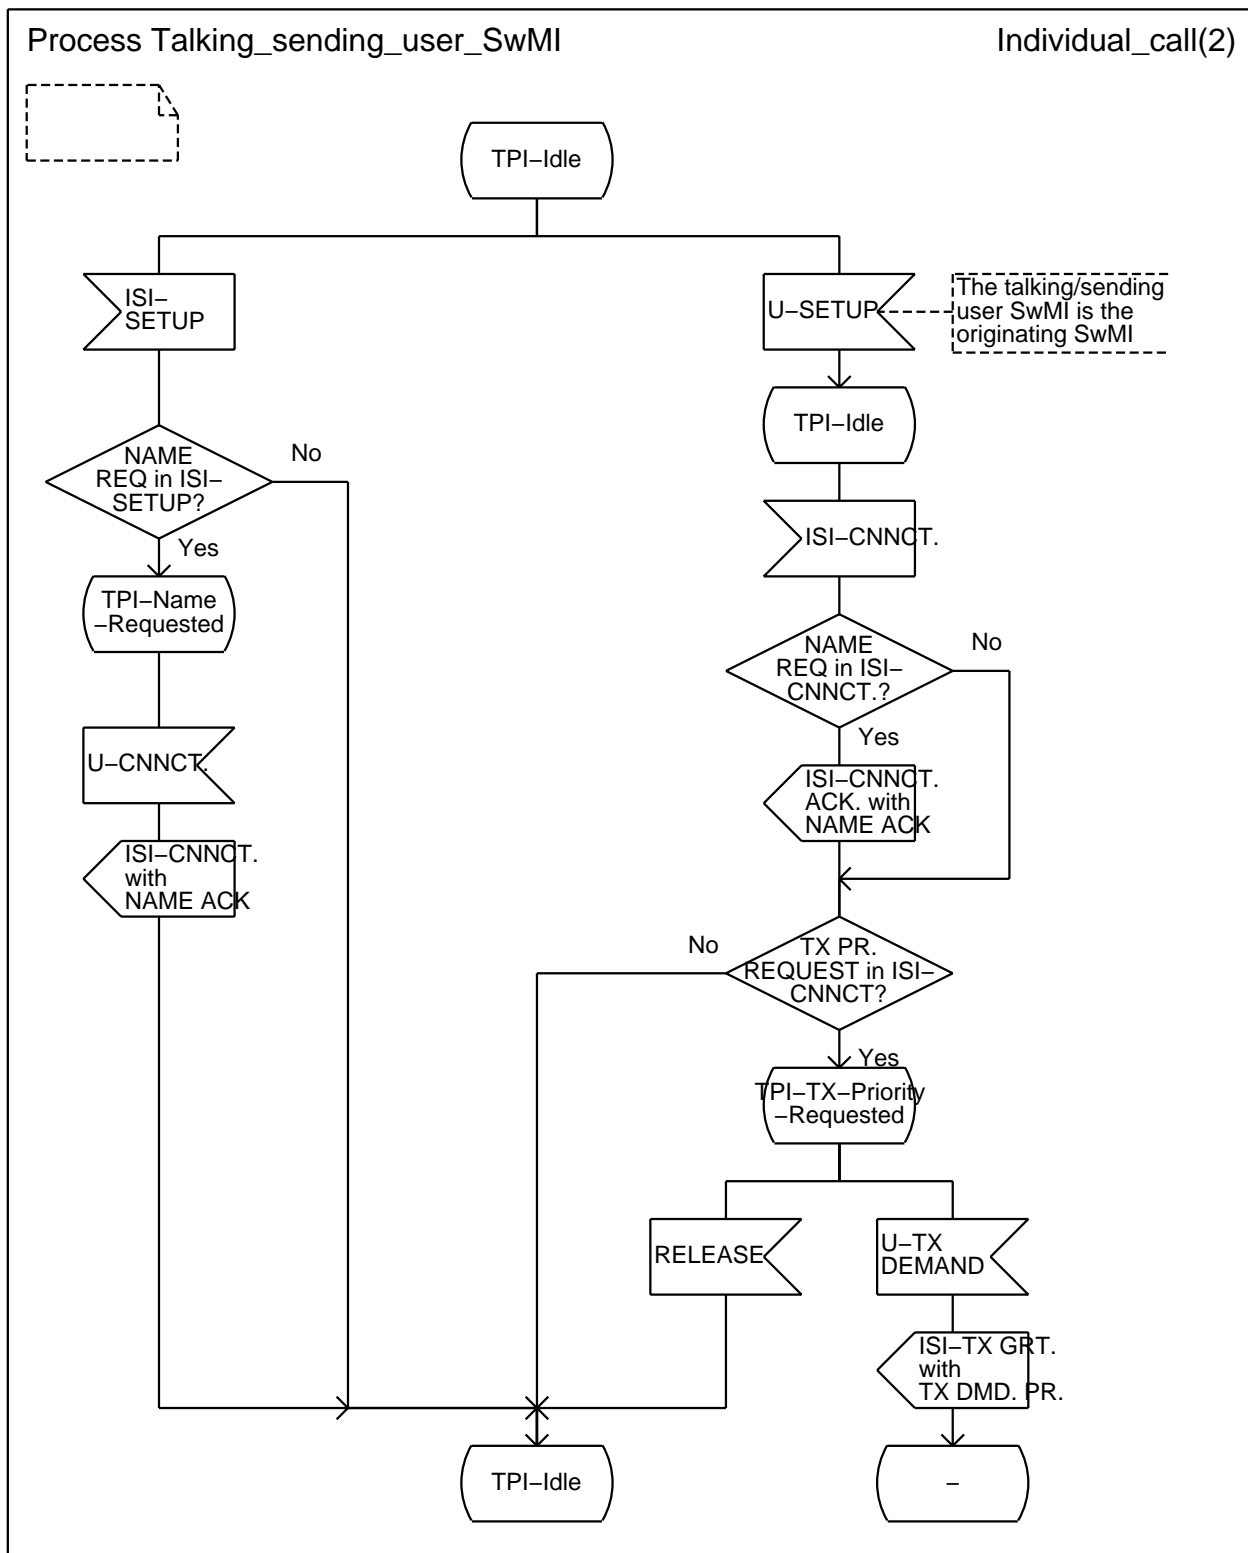 Process Talking_sending_user_SwMI
Individual_call(2)
TPI–Idle
ISI–
SETUP
U–SETUP
The talking/sending
user SwMI is the
originating SwMI
TPI–Idle
NAME
REQ in ISI–
SETUP?
No
Yes
ISI–CNNCT.
TPI–Name
–Requested
NAME
REQ in ISI–
CNNCT.?
No
Yes
U–CNNCT.
ISI–CNNCT.
ACK. with
NAME ACK
ISI–CNNCT.
with
NAME ACK
No
TX PR.
REQUEST in ISI–
CNNCT?
Yes
TPI–TX–Priority
–Requested
RELEASE
U–TX
DEMAND
ISI–TX GRT.
with
TX DMD. PR.
TPI–Idle
–